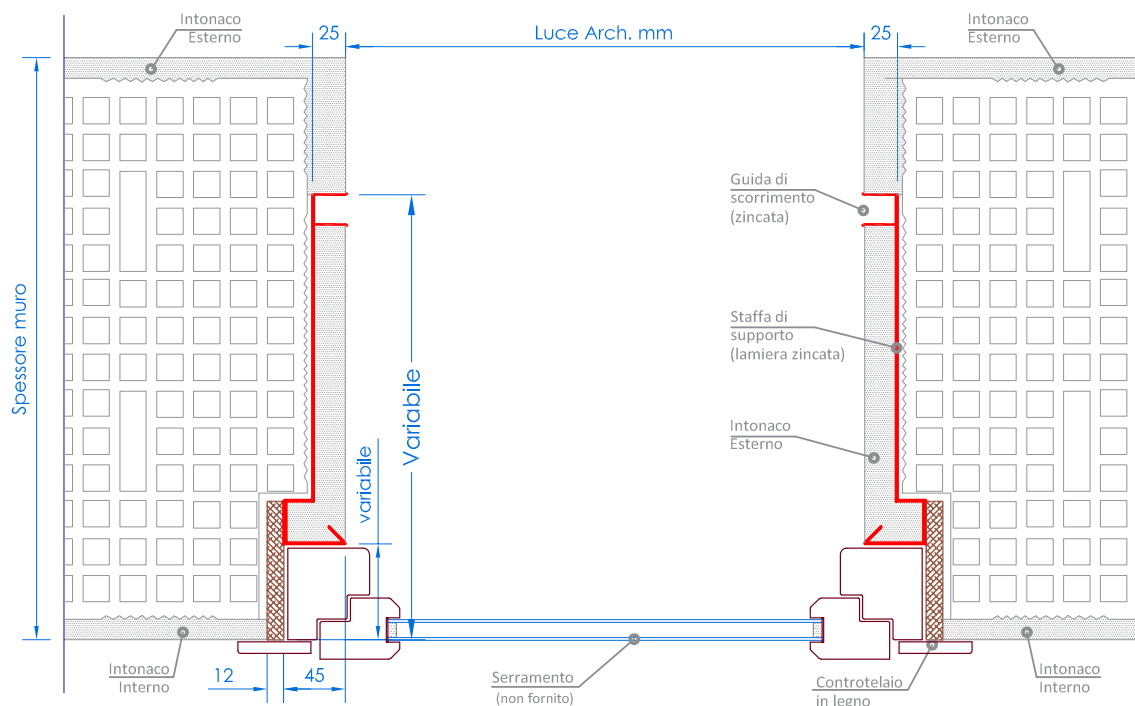 Intonaco
Esterno
25
Luce Arch. mm
25
Intonaco
Esterno
Guida di
scorrimento
(zincata)
Spessore muro
Variabile
Staffa di
supporto
(lamiera zincata)
variabile
Intonaco
Esterno
Intonaco
Interno
12
45
Serramento
(non fornito)
Controtelaio
in legno
Intonaco
Interno